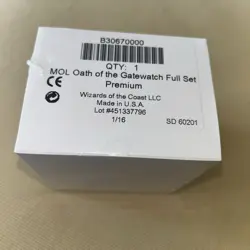 B30670000
QTY: 1
MOL Oath of the Gatewatch Full Set
Premium
CE
Wizards of the Coast LLC
Made in U.S.A.
Lot #451337796
1/16
SD 60201